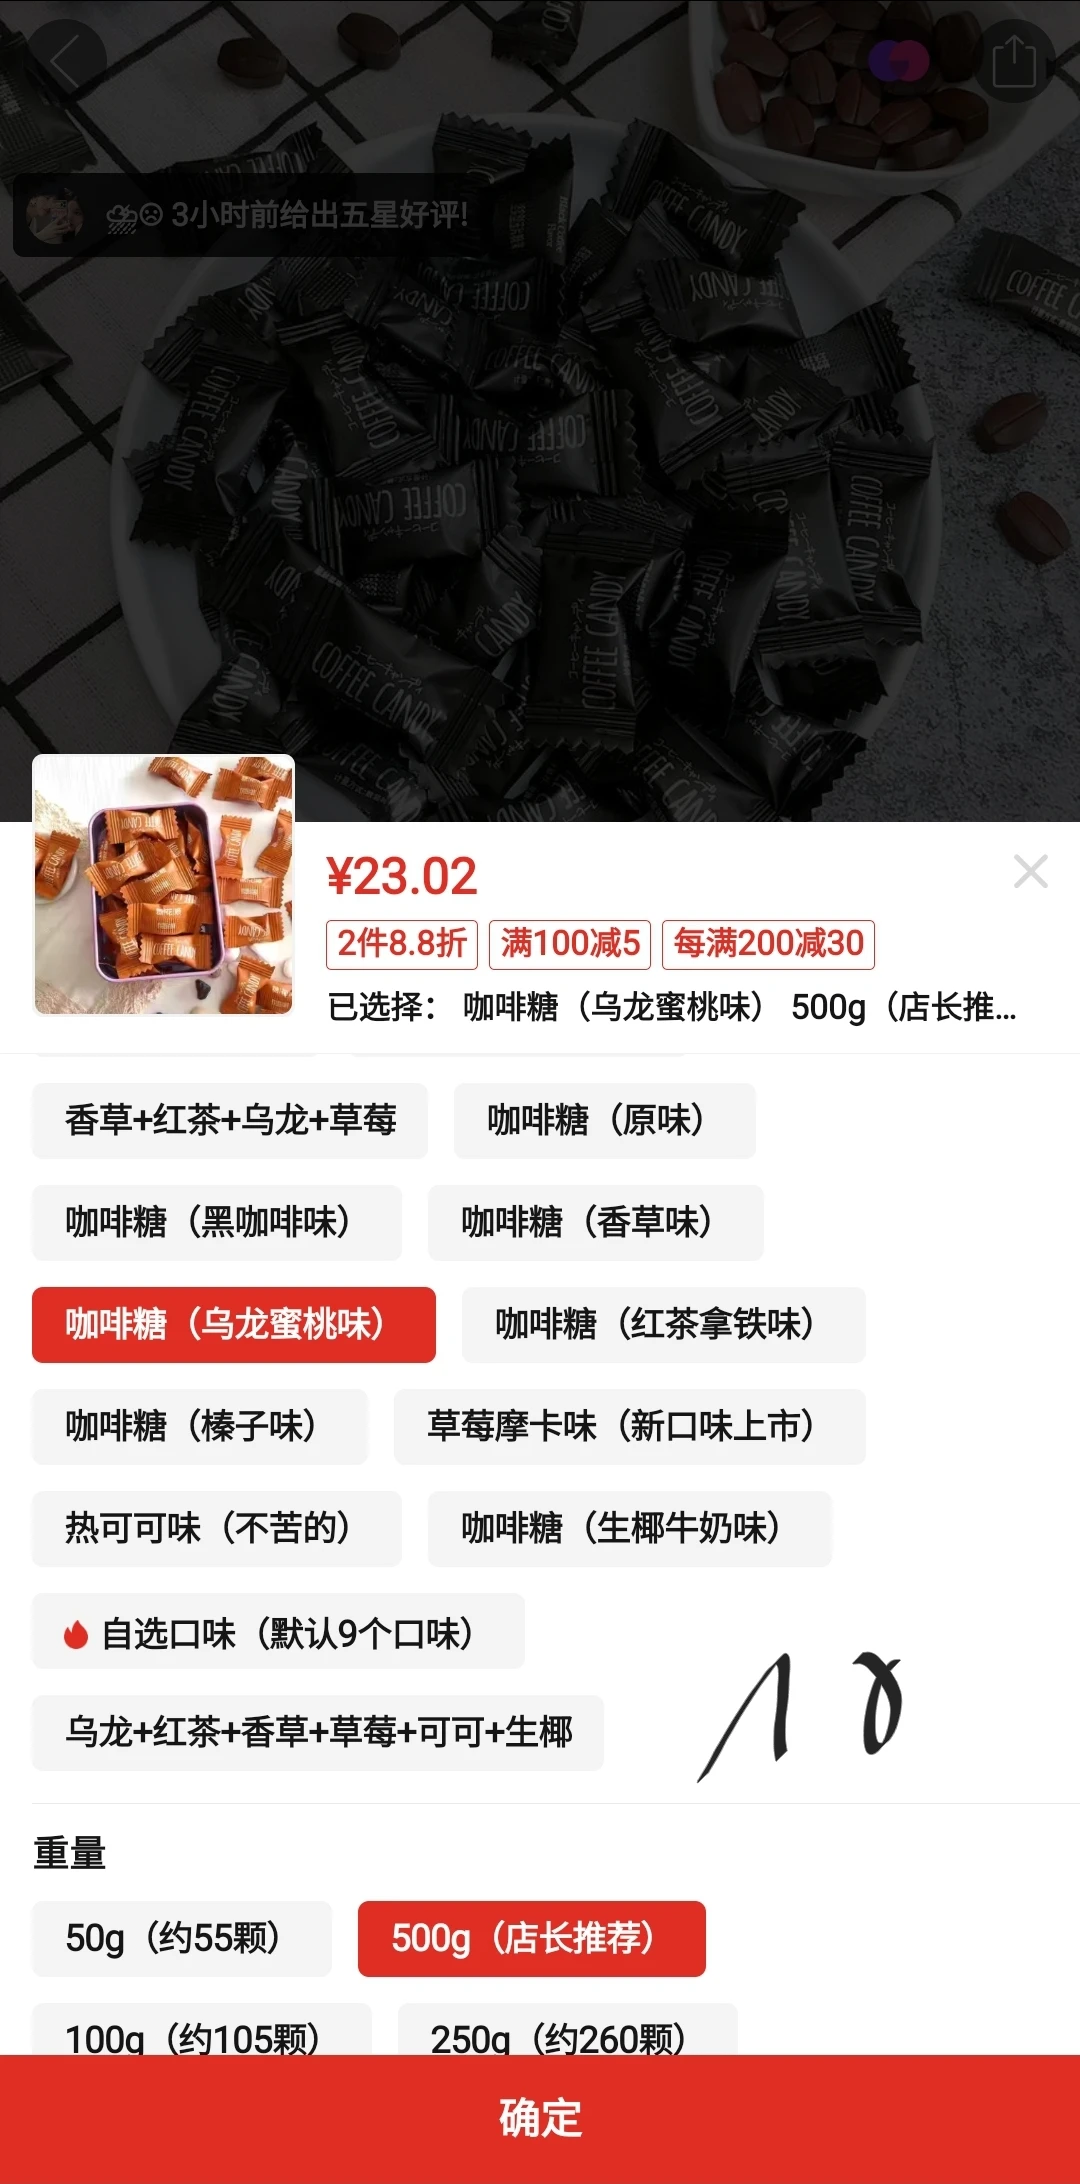 3小时前给出五星好评!
COFFEE CANDY
¥23.02
2件8.8折 满100减5 每满200减30
已选择： 咖啡糖（乌龙蜜桃味） 500g（店长推...
香草+红茶+乌龙+草莓 咖啡糖（原味）
咖啡糖（黑咖啡味） 咖啡糖（香草味）
咖啡糖（乌龙蜜桃味） 咖啡糖（红茶拿铁味）
咖啡糖（榛子味） 草莓摩卡味（新口味上市）
热可可味（不苦的） 咖啡糖（生椰牛奶味）
自选口味（默认9个口味）
乌龙+红茶+香草+草莓+可可+生椰
重量
50g（约55颗） 500g（店长推荐）
100g（约105颗） 250g（约260颗）
确定